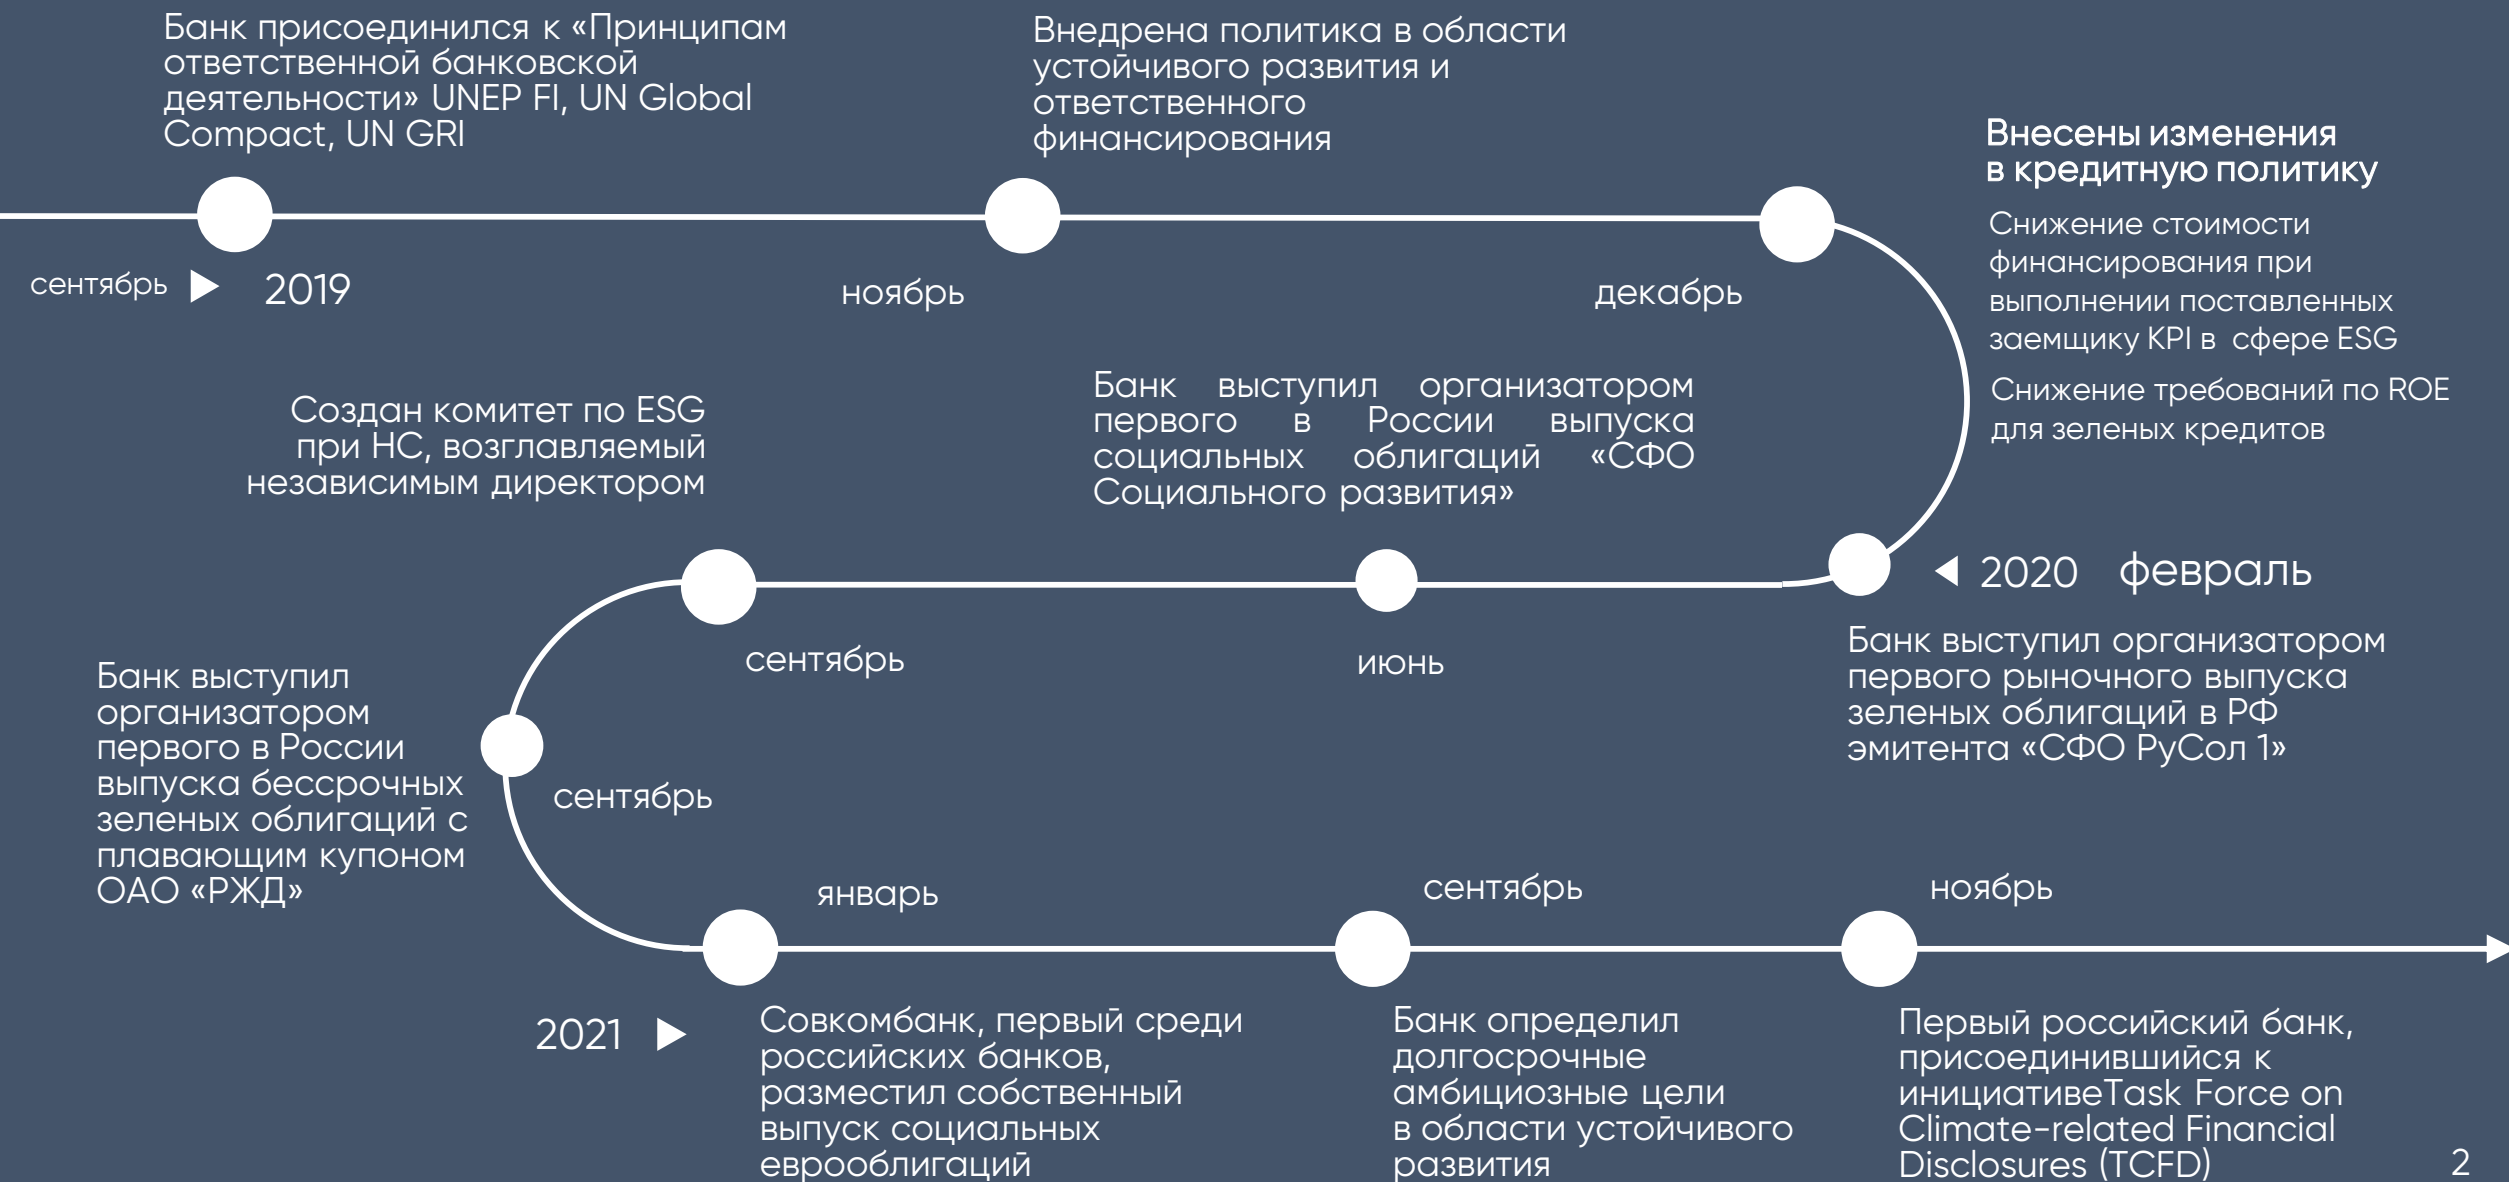 Банк присоединился к «Принципам
ответственной банковской
деятельности» UNEP FI, UN Global
Compact, UN GRI
сентябрь
2019
Внедрена политика в области
устойчивого развития и
ответственного
финансирования
ноябрь
декабрь
Внесены изменения
в кредитную политику
Снижение стоимости
финансирования при
выполнении поставленных
заемщику KPI в сфере ESG
Снижение требований по ROE
для зеленых кредитов
2020 февраль
Банк выступил организатором
первого рыночного выпуска
зеленых облигаций в РФ
эмитента «СФО РуСол 1»
Банк выступил организатором
первого в России выпуска
социальных облигаций «СФО
Социального развития»
июнь
Создан комитет по ESG
при НС, возглавляемый
независимым директором
сентябрь
Банк выступил
организатором
первого в России
выпуска бессрочных
зеленых облигаций с
плавающим купоном
ОАО «РЖД»
сентябрь
январь
2021
Совкомбанк, первый среди
российских банков,
разместил собственный
выпуск социальных
еврооблигаций
сентябрь
Банк определил
долгосрочные
амбициозные цели
в области устойчивого
развития
ноябрь
Первый российский банк,
присоединившийся к
инициативеTask Force on
Climate-related Financial
Disclosures (TCFD)
2